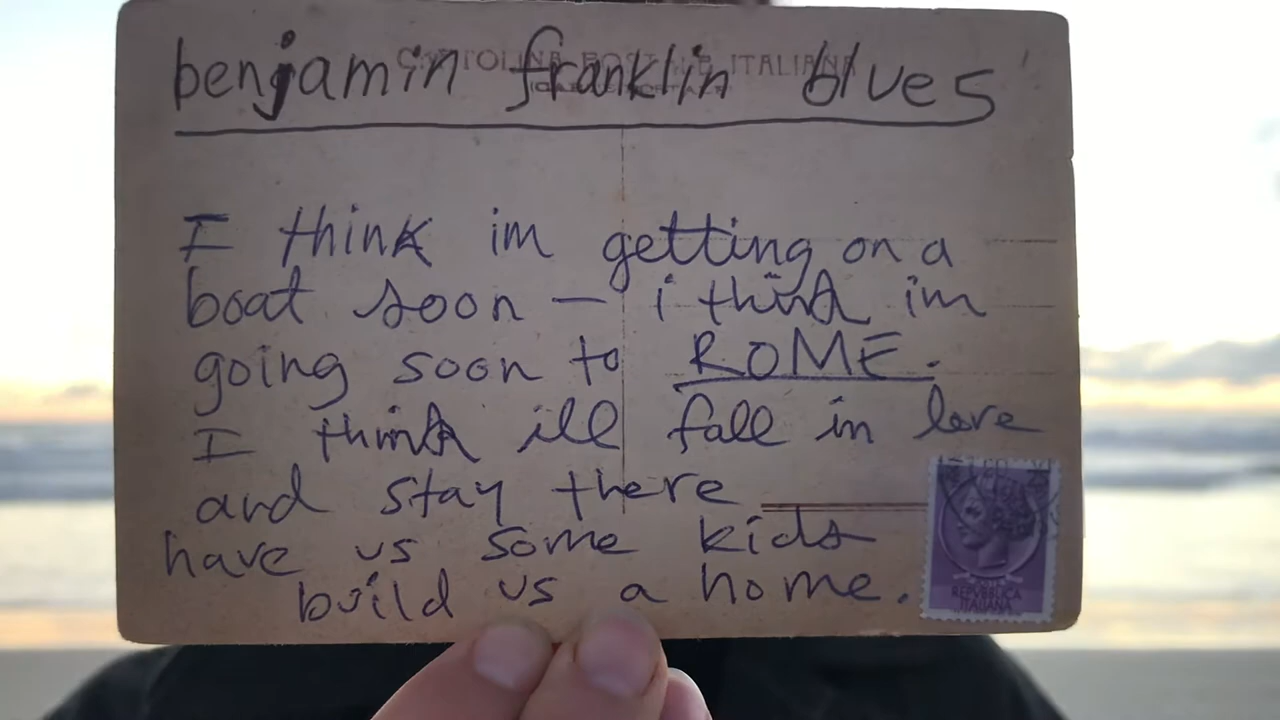 CARTOLINA POSTALE ITALIANA
benjamin franklin blues
I think im getting on a
boat soon — i think im
going soon to ROME.
I think ill fall in love
and stay there
have us some kids
build us a home.
REPVBBLICA
ITALIANA